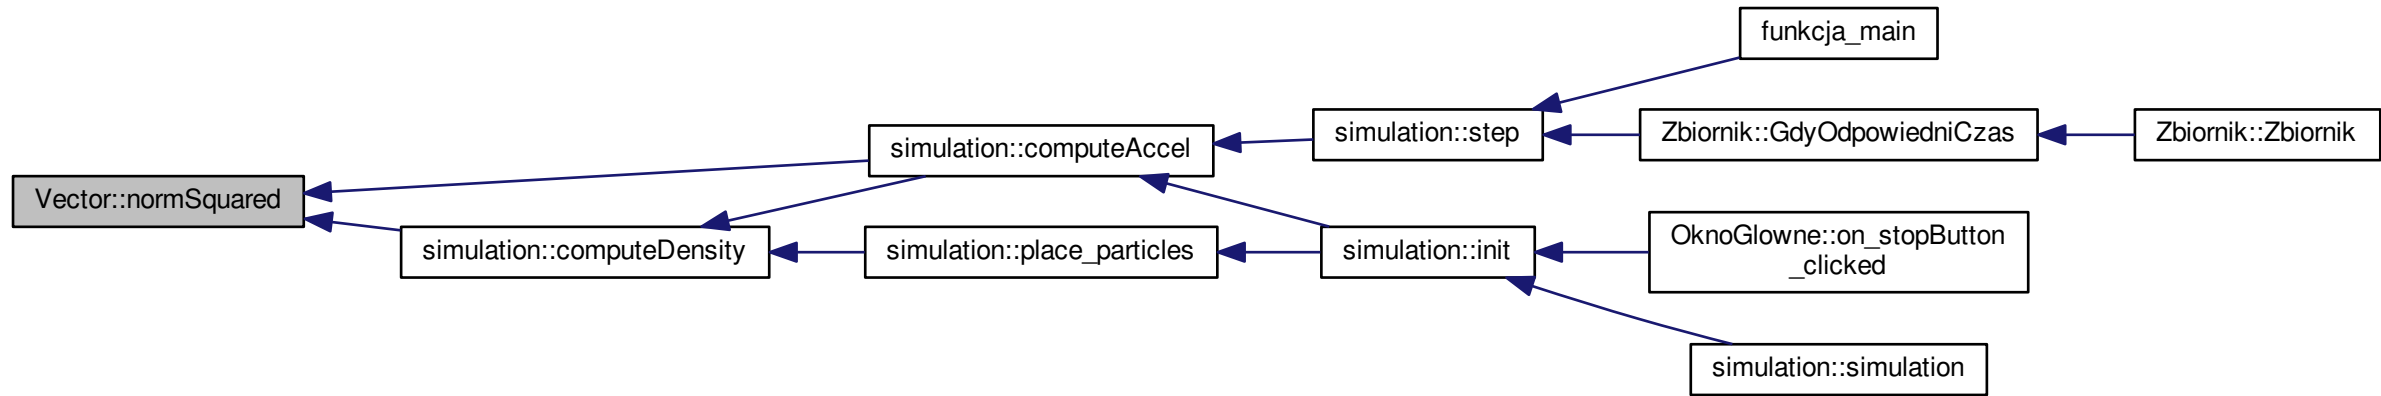 funkcja_main
simulation::step
Zbiornik::GdyOdpowiedniCzas
Zbiornik::Zbiornik
simulation::computeAccel
Vector::normSquared
simulation::computeDensity
simulation::place_particles
simulation::init
OknoGlowne::on_stopButton
_clicked
simulation::simulation